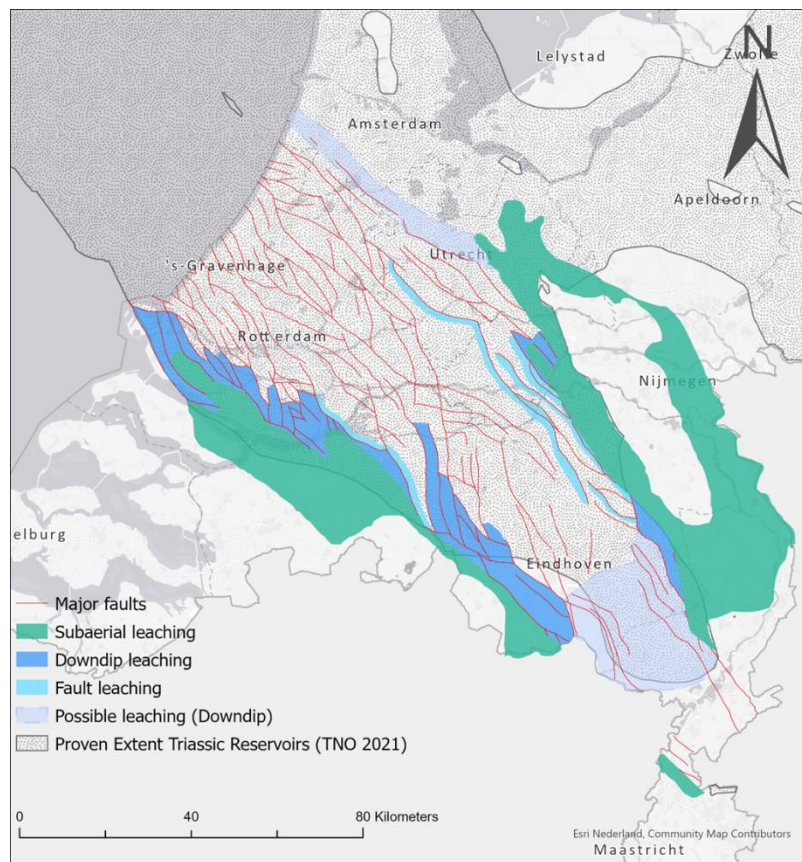 N
Lelystad
Zwolle
Amsterdam
Apeldoorn
Utrecht
's-Gravenhage
Rotterdam
Nijmegen
elburg
Eindhoven
Major faults
Subaerial leaching
Downdip leaching
Fault leaching
Possible leaching (Downdip)
Proven Extent Triassic Reservoirs (TNO 2021)
0 40 80 Kilometers
Esri Nederland, Community Map Contributors
Maastricht